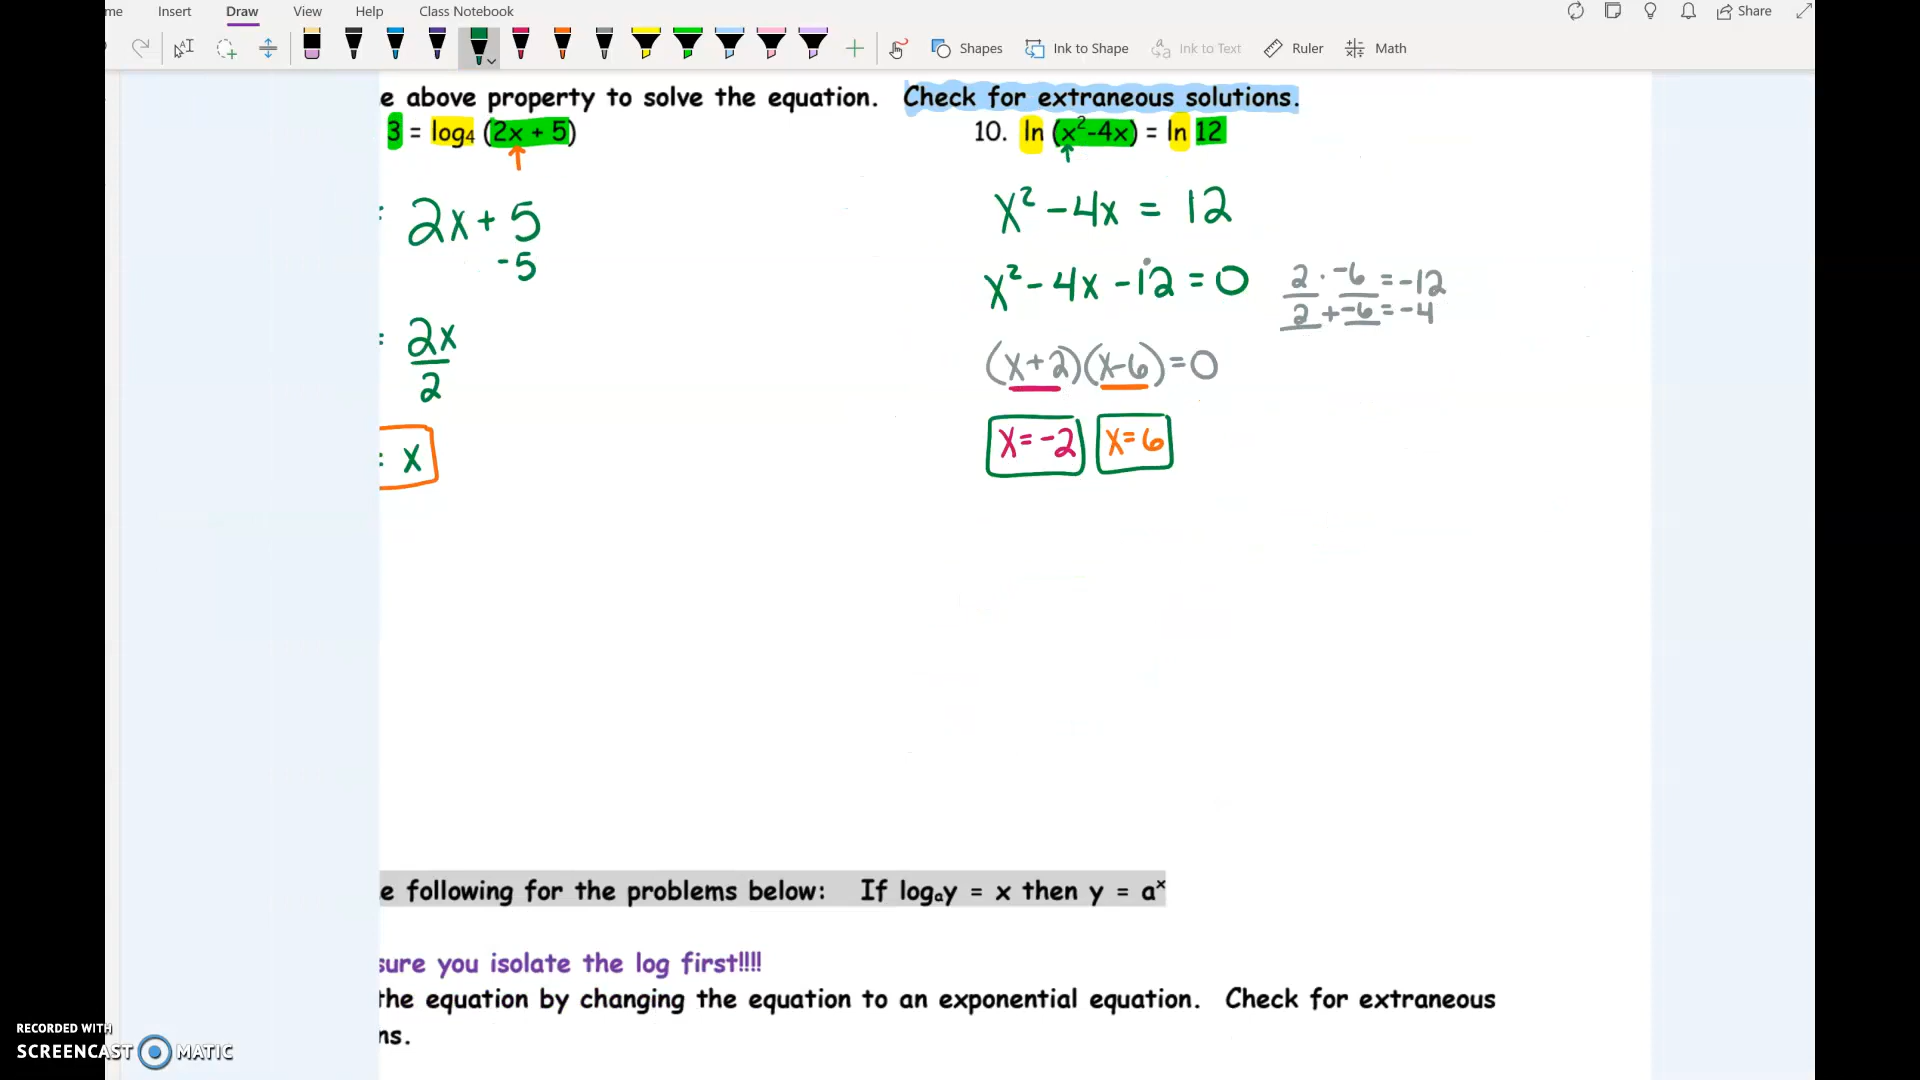 me Insert Draw View Help Class Notebook Share
Shapes Ink to Shape Ink to Text Ruler Math
e above property to solve the equation. Check for extraneous solutions.
3 = log₄ (2x + 5)
= 2x + 5
-5
= 2x
2
= x
10. ln (x²-4x) = ln 12
x² - 4x = 12
x² - 4x - 12 = 0
2 · -6 = -12
2 + -6 = -4
(x+2)(x-6)=0
x=-2 x=6
e following for the problems below: If logₐy = x then y = aˣ
sure you isolate the log first!!!!
the equation by changing the equation to an exponential equation. Check for extraneous
ns.
RECORDED WITH
SCREENCAST MATIC